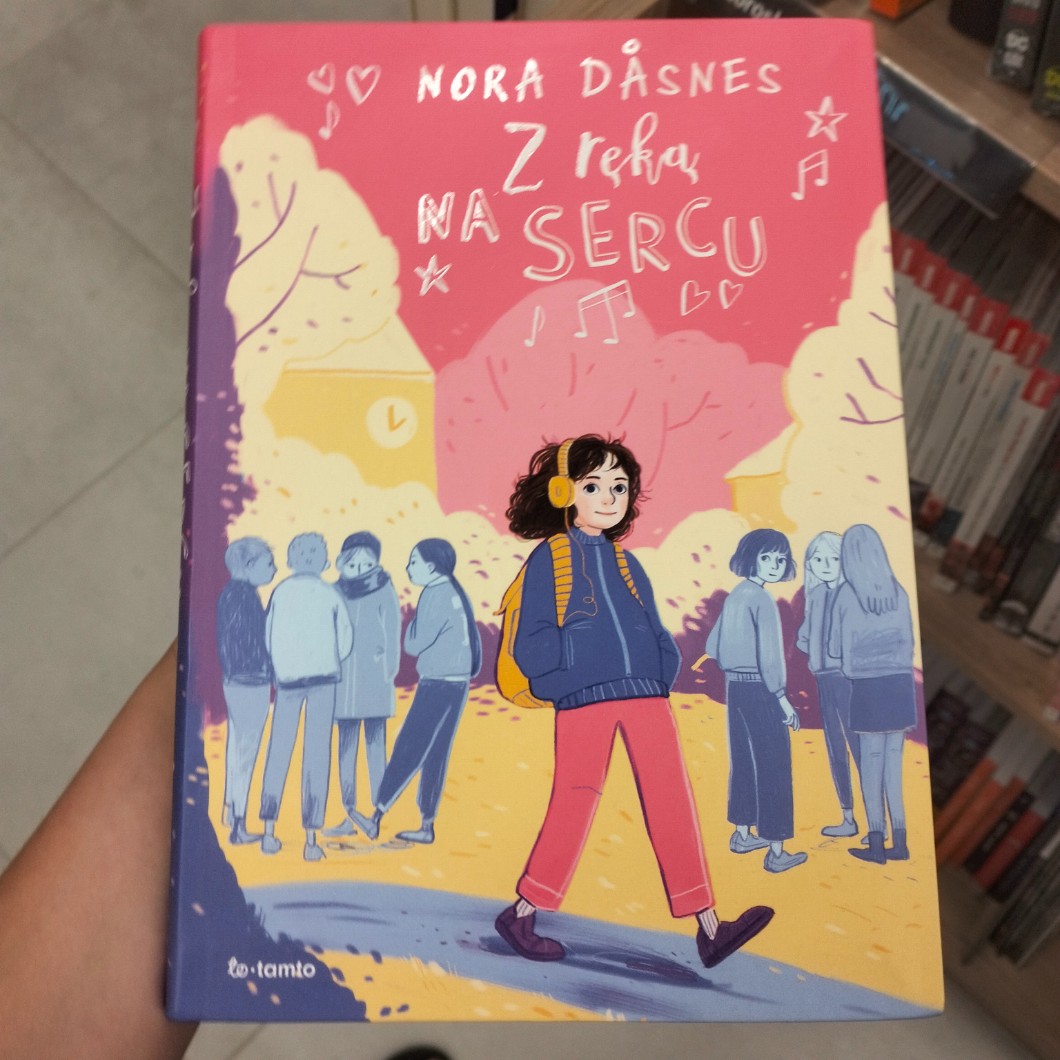 NORA DÅSNES
Z ręką
NA SERCU
to·tamto